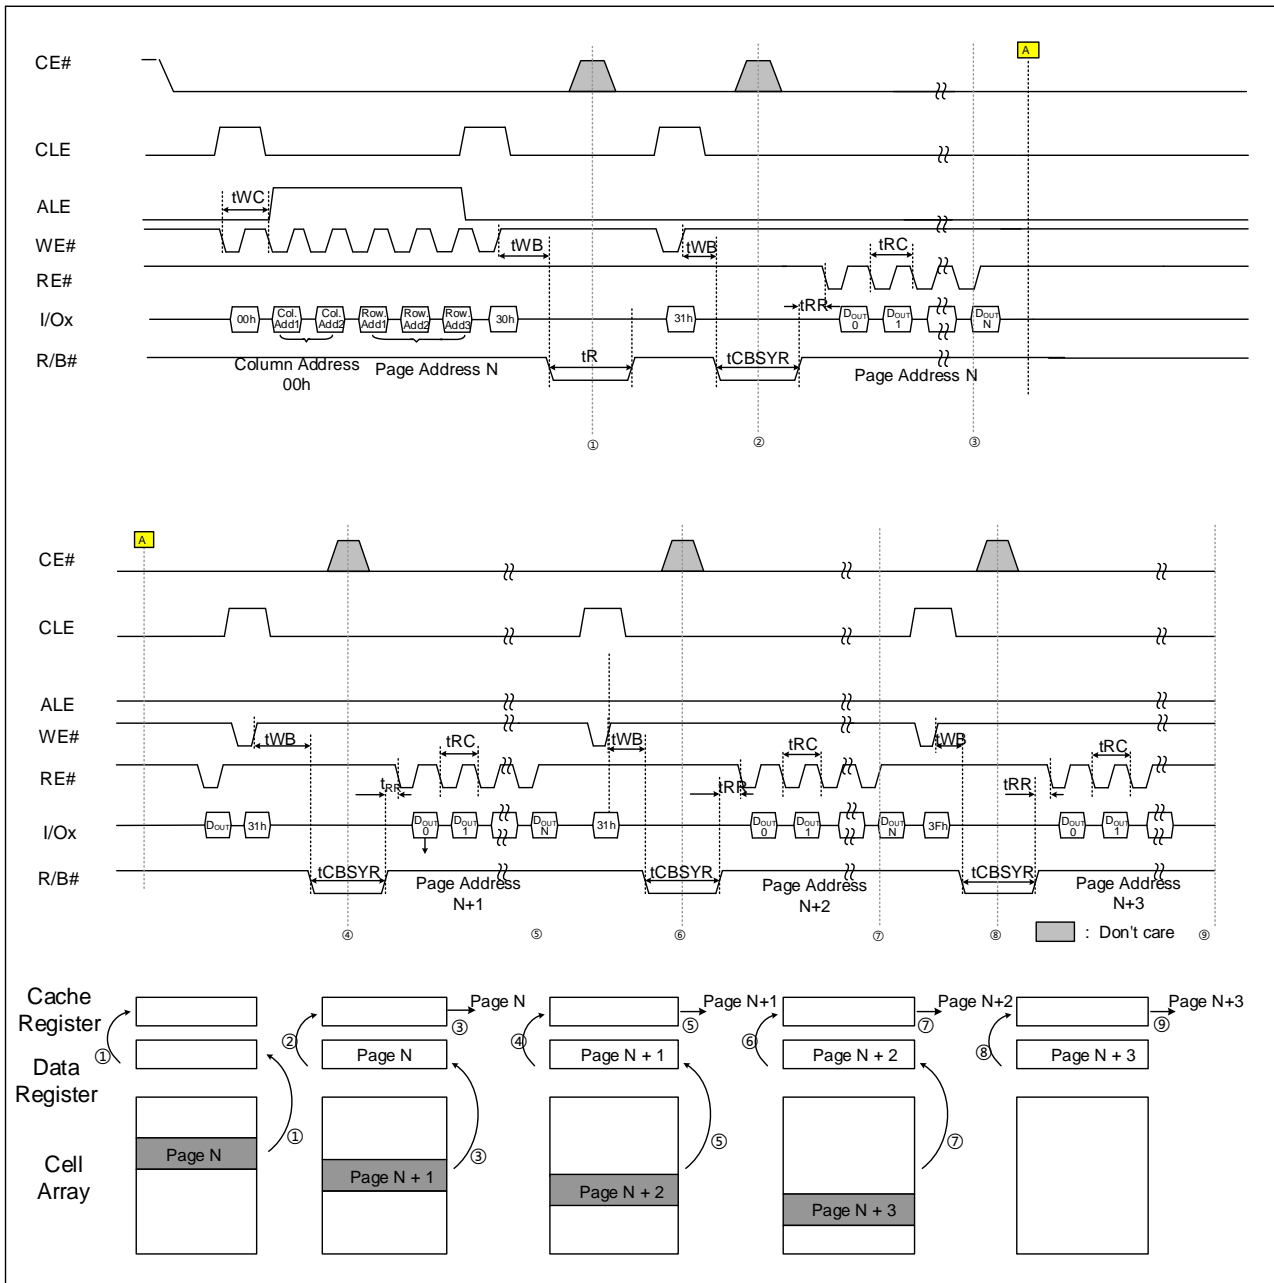 A
CE#
CLE
ALE
tWC
WE#
tWB
tWB
tRC
RE#
tRR
I/Ox
00h
Col. Add1
Col. Add2
Row. Add1
Row. Add2
Row. Add3
30h
31h
DOUT 0
DOUT 1
DOUT N
R/B#
Column Address
00h
Page Address N
tR
tCBSYR
Page Address N
①
②
③
A
CE#
CLE
ALE
WE#
tWB
tRC
tWB
tRC
tWB
tRC
RE#
tRR
tRR
tRR
I/Ox
DOUT
31h
DOUT 0
DOUT 1
DOUT N
31h
DOUT 0
DOUT 1
DOUT N
3Fh
DOUT 0
DOUT 1
R/B#
tCBSYR
Page Address
N+1
tCBSYR
Page Address
N+2
tCBSYR
Page Address
N+3
④
⑤
⑥
⑦
⑧
: Don't care
⑨
Cache
Register
Page N
Page N+1
Page N+2
Page N+3
①
②
③
④
⑤
⑥
⑦
⑧
⑨
Data
Register
Page N
Page N + 1
Page N + 2
Page N + 3
①
③
⑤
⑦
Cell
Array
Page N
Page N + 1
Page N + 2
Page N + 3